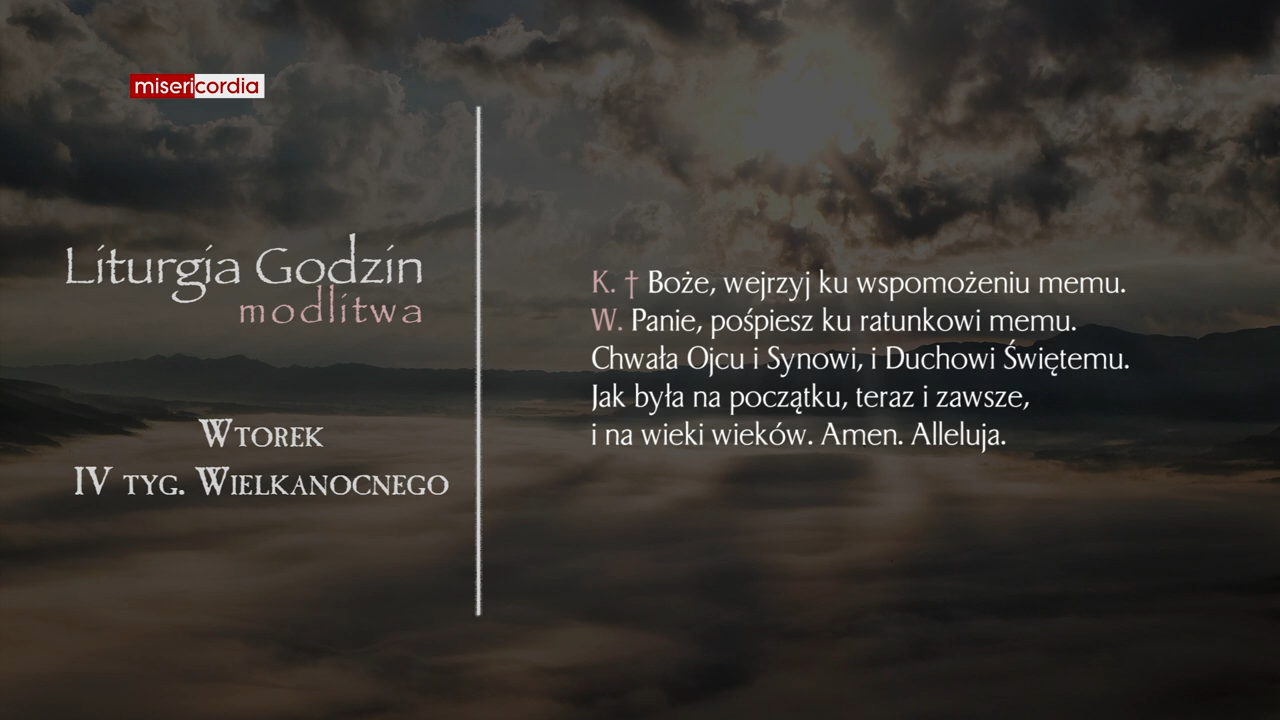 misericordia
Liturgia Godzin
modlitwa
Wtorek
IV tyg. Wielkanocnego
K. † Boże, wejrzyj ku wspomożeniu memu.
W. Panie, pośpiesz ku ratunkowi memu.
Chwała Ojcu i Synowi, i Duchowi Świętemu.
Jak była na początku, teraz i zawsze,
i na wieki wieków. Amen. Alleluja.